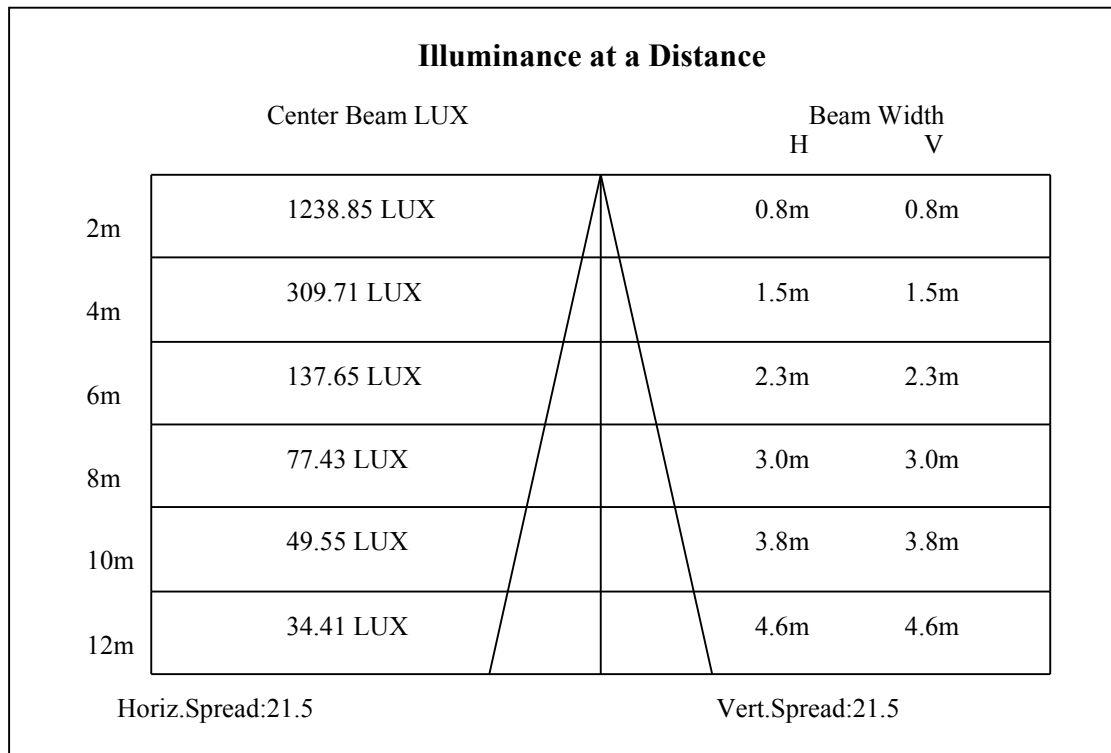 Illuminance at a Distance
Center Beam LUX Beam Width
H V
1238.85 LUX 0.8m 0.8m
2m
309.71 LUX 1.5m 1.5m
4m
137.65 LUX 2.3m 2.3m
6m
77.43 LUX 3.0m 3.0m
8m
49.55 LUX 3.8m 3.8m
10m
34.41 LUX 4.6m 4.6m
12m
Horiz.Spread:21.5 Vert.Spread:21.5